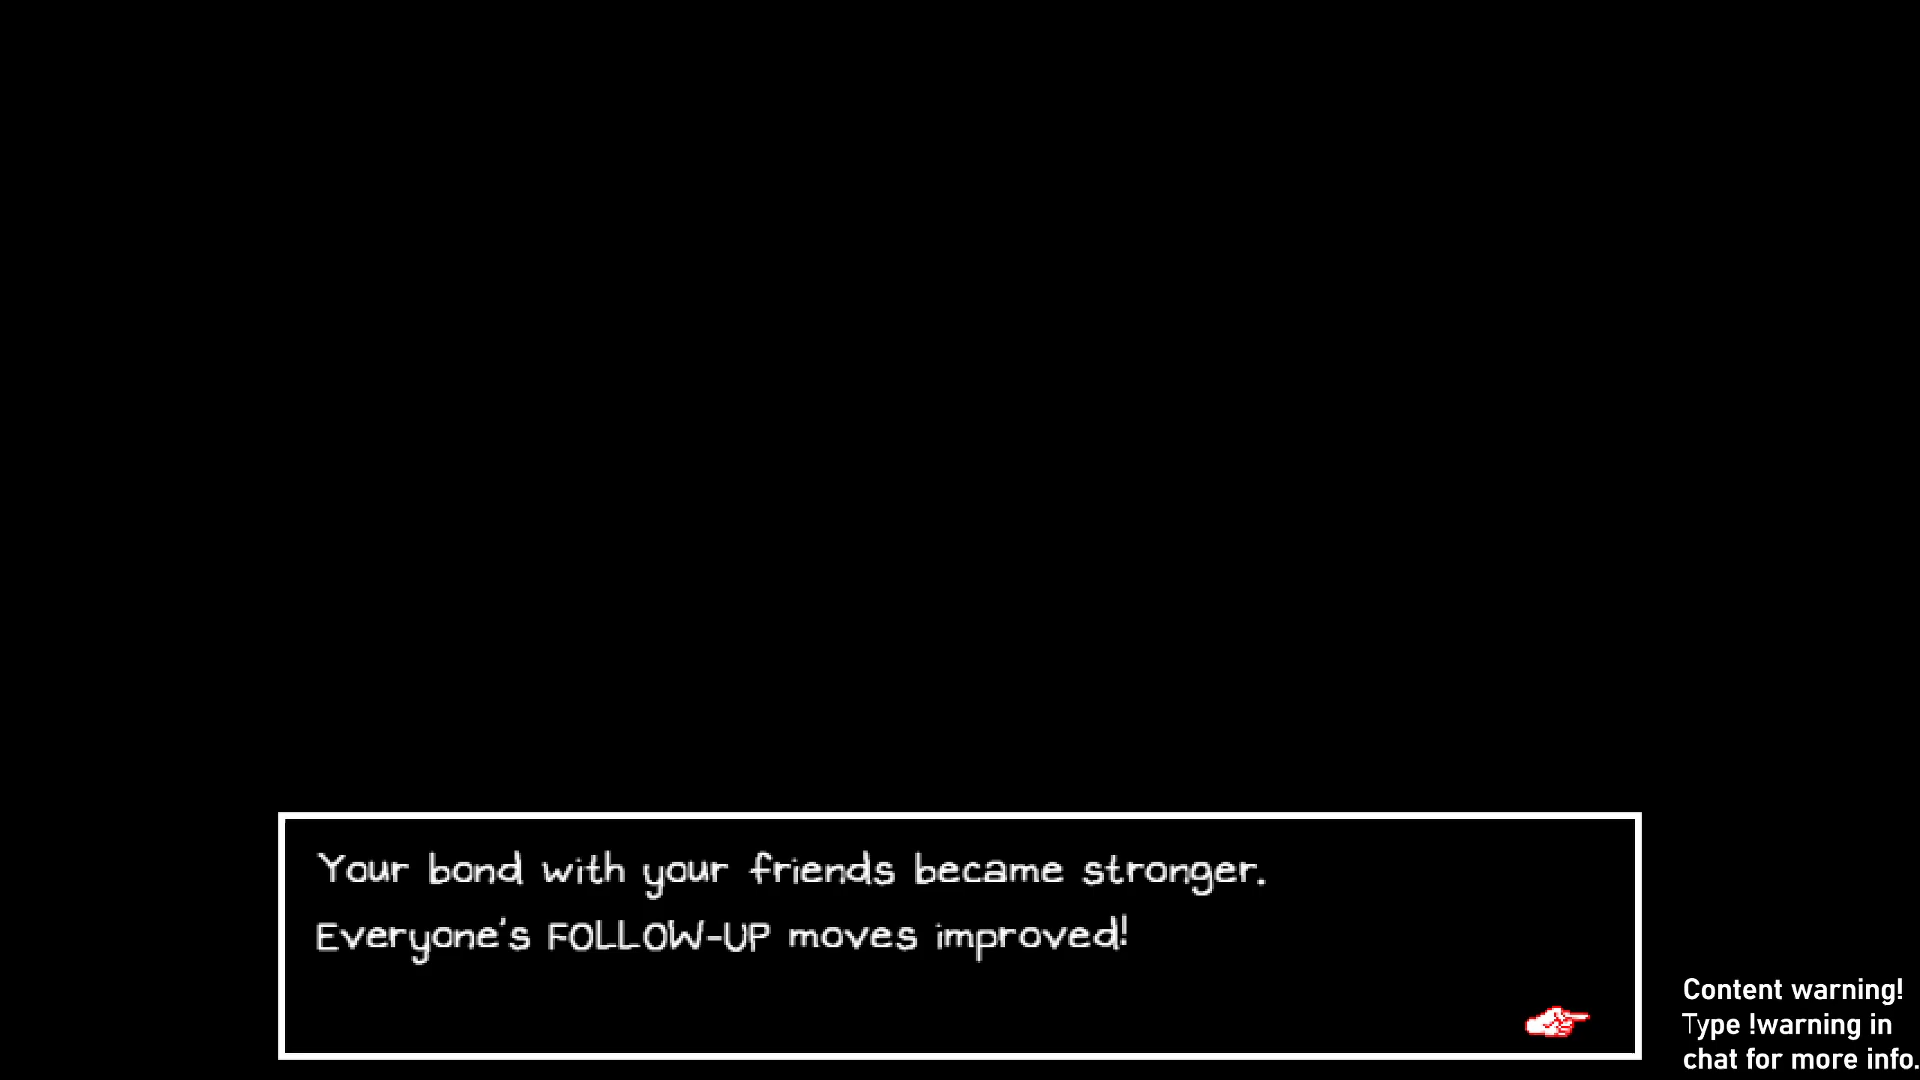 Your bond with your friends became stronger.
Everyone's FOLLOW-UP moves improved!
Content warning!
Type !warning in
chat for more info.